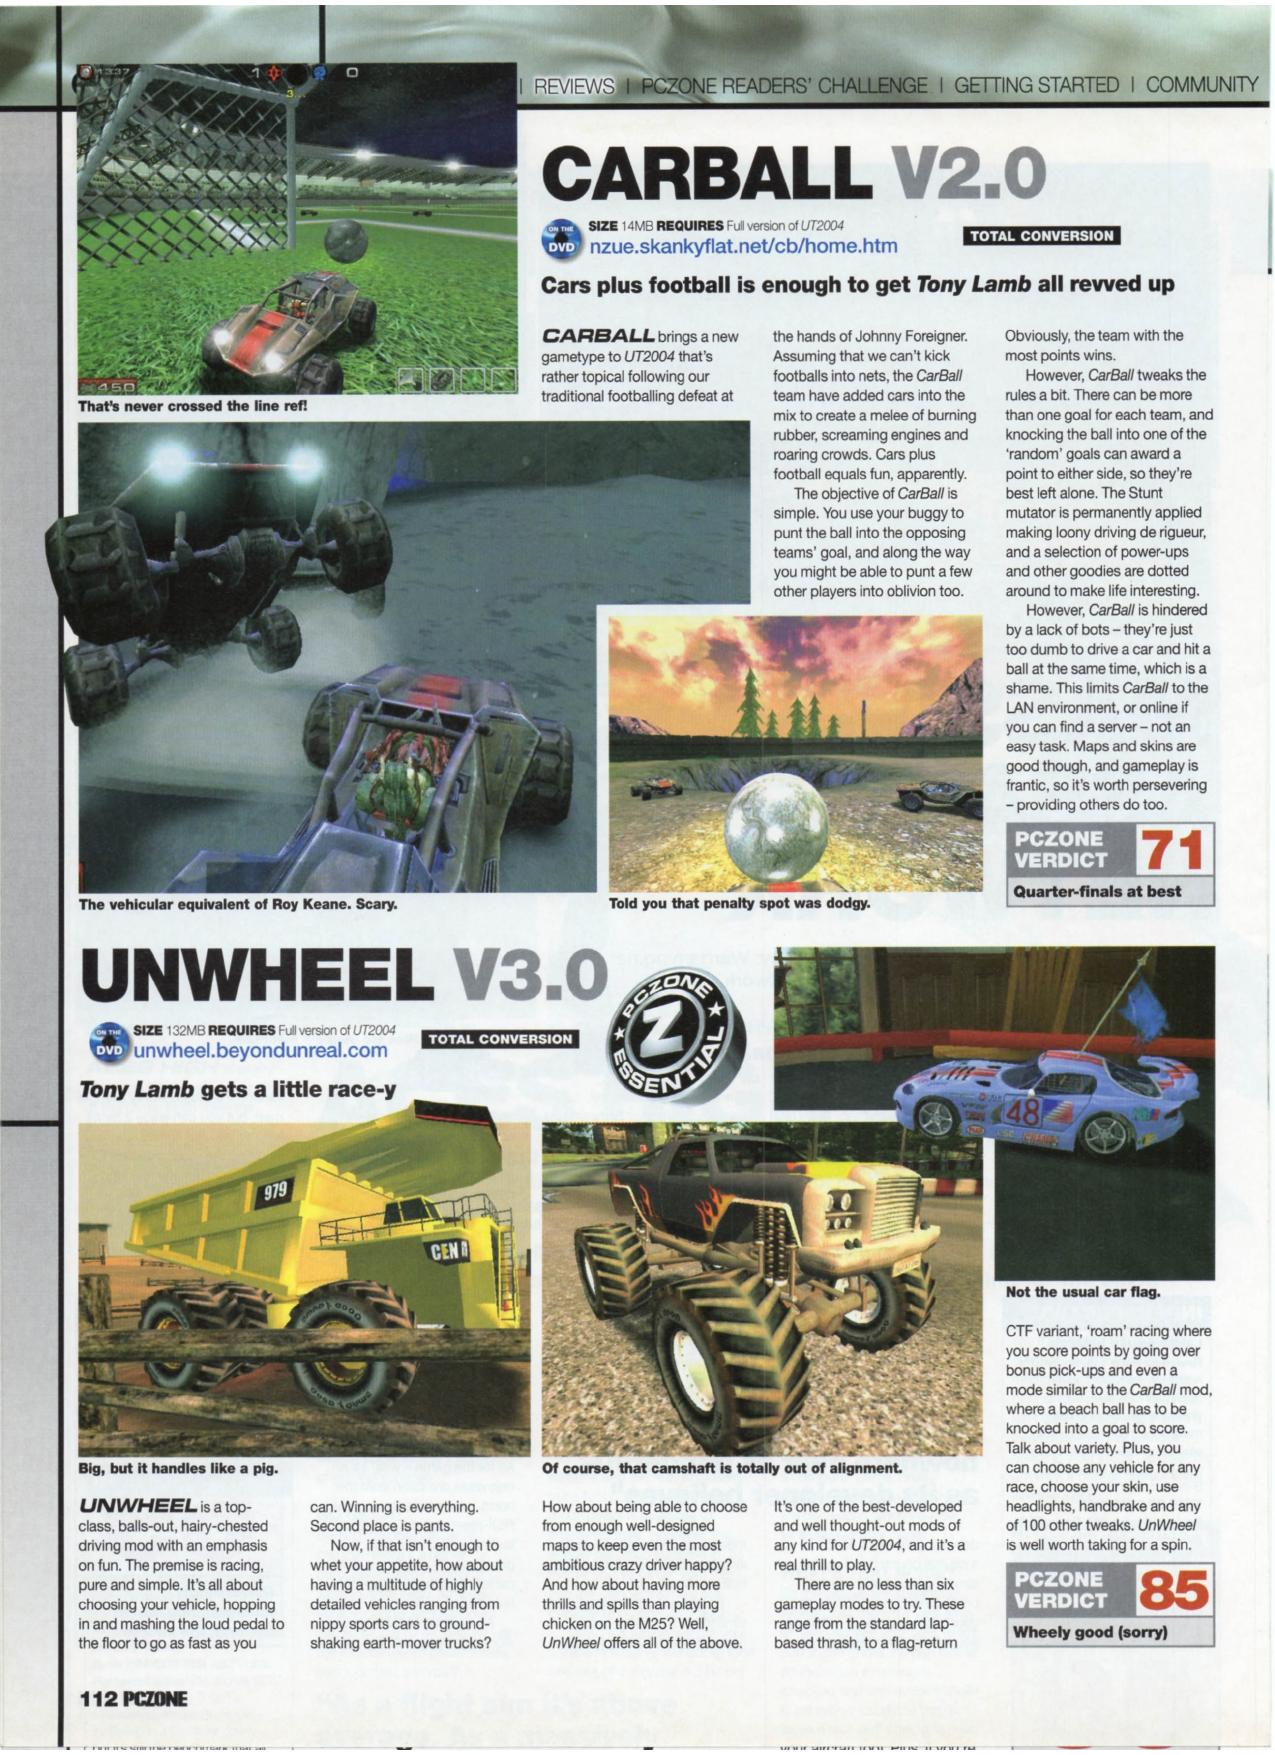 REVIEWS | PCZONE READERS' CHALLENGE | GETTING STARTED | COMMUNITY
1337
1
0
3...
450
That's never crossed the line ref!
CARBALL V2.0
ON THE DVD
SIZE 14MB REQUIRES Full version of UT2004
nzue.skankyflat.net/cb/home.htm
TOTAL CONVERSION
Cars plus football is enough to get Tony Lamb all revved up
CARBALL brings a new
gametype to UT2004 that's
rather topical following our
traditional footballing defeat at
the hands of Johnny Foreigner.
Assuming that we can't kick
footballs into nets, the CarBall
team have added cars into the
mix to create a melee of burning
rubber, screaming engines and
roaring crowds. Cars plus
football equals fun, apparently.
The objective of CarBall is
simple. You use your buggy to
punt the ball into the opposing
teams' goal, and along the way
you might be able to punt a few
other players into oblivion too.
Obviously, the team with the
most points wins.
However, CarBall tweaks the
rules a bit. There can be more
than one goal for each team, and
knocking the ball into one of the
'random' goals can award a
point to either side, so they're
best left alone. The Stunt
mutator is permanently applied
making loony driving de rigueur,
and a selection of power-ups
and other goodies are dotted
around to make life interesting.
However, CarBall is hindered
by a lack of bots – they're just
too dumb to drive a car and hit a
ball at the same time, which is a
shame. This limits CarBall to the
LAN environment, or online if
you can find a server – not an
easy task. Maps and skins are
good though, and gameplay is
frantic, so it's worth persevering
– providing others do too.
PCZONE
VERDICT 71
Quarter-finals at best
The vehicular equivalent of Roy Keane. Scary.
Told you that penalty spot was dodgy.
UNWHEEL V3.0
ON THE DVD
SIZE 132MB REQUIRES Full version of UT2004
unwheel.beyondunreal.com
TOTAL CONVERSION
PCZONE
Z
ESSENTIAL
Tony Lamb gets a little race-y
979
CEN
48
Not the usual car flag.
Big, but it handles like a pig.
Of course, that camshaft is totally out of alignment.
UNWHEEL is a top-
class, balls-out, hairy-chested
driving mod with an emphasis
on fun. The premise is racing,
pure and simple. It's all about
choosing your vehicle, hopping
in and mashing the loud pedal to
the floor to go as fast as you
can. Winning is everything.
Second place is pants.
Now, if that isn't enough to
whet your appetite, how about
having a multitude of highly
detailed vehicles ranging from
nippy sports cars to ground-
shaking earth-mover trucks?
How about being able to choose
from enough well-designed
maps to keep even the most
ambitious crazy driver happy?
And how about having more
thrills and spills than playing
chicken on the M25? Well,
UnWheel offers all of the above.
It's one of the best-developed
and well thought-out mods of
any kind for UT2004, and it's a
real thrill to play.
There are no less than six
gameplay modes to try. These
range from the standard lap-
based thrash, to a flag-return
CTF variant, 'roam' racing where
you score points by going over
bonus pick-ups and even a
mode similar to the CarBall mod,
where a beach ball has to be
knocked into a goal to score.
Talk about variety. Plus, you
can choose any vehicle for any
race, choose your skin, use
headlights, handbrake and any
of 100 other tweaks. UnWheel
is well worth taking for a spin.
PCZONE
VERDICT 85
Wheely good (sorry)
112 PCZONE